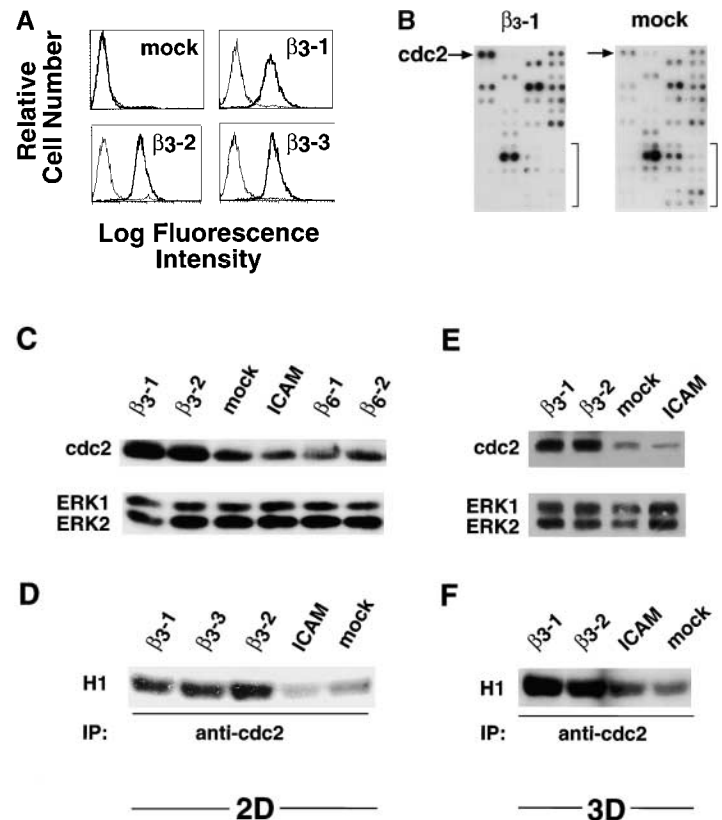 A
mock
β3-1
β3-2
β3-3
Relative
Cell Number
Log Fluorescence
Intensity
B
β3-1 mock
cdc2
C
β3-1 β3-2 mock ICAM β6-1 β6-2
cdc2
ERK1
ERK2
E
β3-1 β3-2 mock ICAM
cdc2
ERK1
ERK2
D
β3-1 β3-3 β3-2 ICAM mock
H1
IP: anti-cdc2
2D
F
β3-1 β3-2 ICAM mock
H1
IP: anti-cdc2
3D